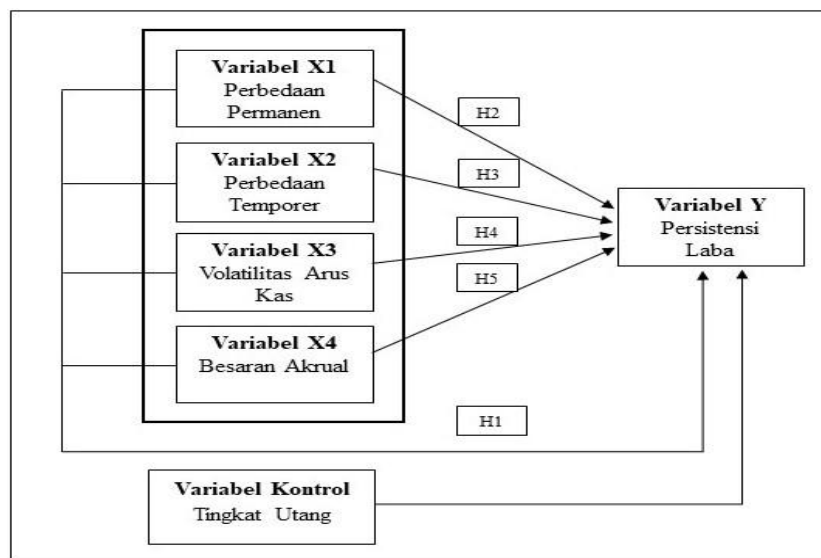 Variabel X1
Perbedaan
Permanen
H2
Variabel X2
Perbedaan
Temporer
H3
Variabel Y
Persistensi
Laba
Variabel X3
Volatilitas Arus
Kas
H4
H5
Variabel X4
Besaran Akrual
H1
Variabel Kontrol
Tingkat Utang